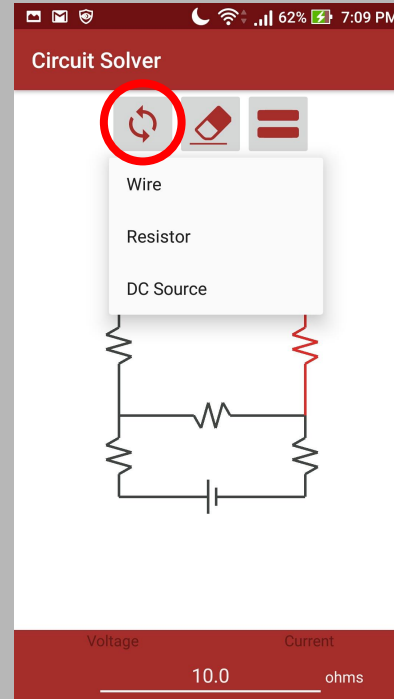 62% 7:09 PM
Circuit Solver
Wire
Resistor
DC Source
Voltage Current
10.0 ohms